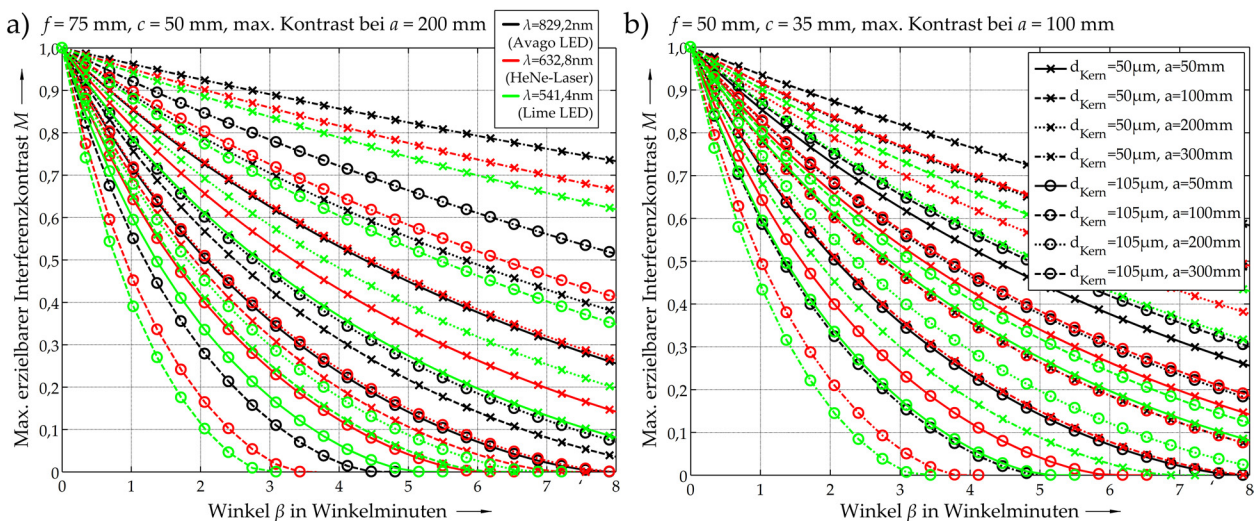 a) f = 75 mm, c = 50 mm, max. Kontrast bei a = 200 mm
λ=829,2nm
(Avago LED)
λ=632,8nm
(HeNe-Laser)
λ=541,4nm
(Lime LED)
Max. erzielbarer Interferenzkontrast M
1,0
0,9
0,8
0,7
0,6
0,5
0,4
0,3
0,2
0,1
0
0 1 2 3 4 5 6 7 8
Winkel β in Winkelminuten
b) f = 50 mm, c = 35 mm, max. Kontrast bei a = 100 mm
d_Kern=50µm, a=50mm
d_Kern=50µm, a=100mm
d_Kern=50µm, a=200mm
d_Kern=50µm, a=300mm
d_Kern=105µm, a=50mm
d_Kern=105µm, a=100mm
d_Kern=105µm, a=200mm
d_Kern=105µm, a=300mm
Max. erzielbarer Interferenzkontrast M
1,0
0,9
0,8
0,7
0,6
0,5
0,4
0,3
0,2
0,1
0
0 1 2 3 4 5 6 7 8
Winkel β in Winkelminuten